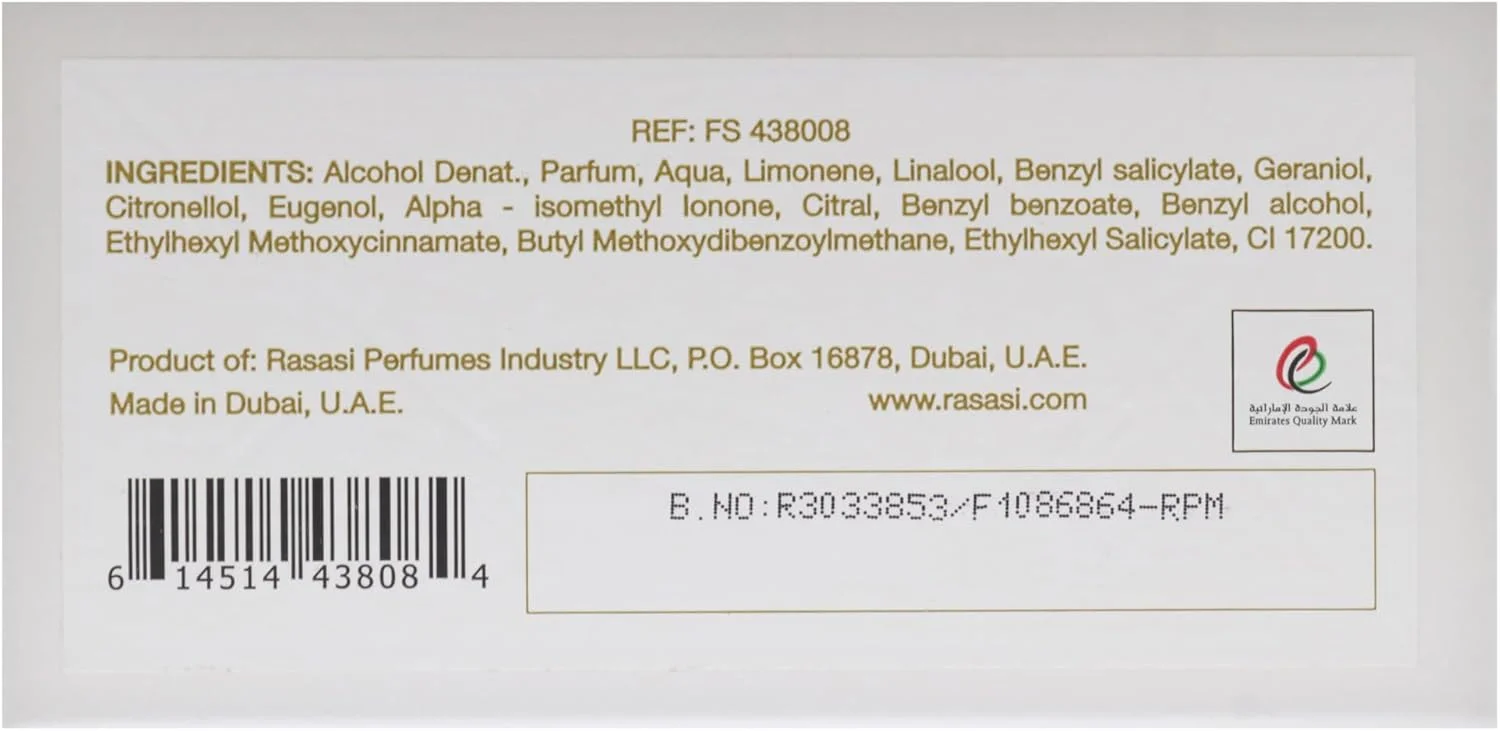 REF: FS 438008
INGREDIENTS: Alcohol Denat., Parfum, Aqua, Limonene, Linalool, Benzyl salicylate, Geraniol,
Citronellol, Eugenol, Alpha - isomethyl Ionone, Citral, Benzyl benzoate, Benzyl alcohol,
Ethylhexyl Methoxycinnamate, Butyl Methoxydibenzoylmethane, Ethylhexyl Salicylate, CI 17200.
Product of: Rasasi Perfumes Industry LLC, P.O. Box 16878, Dubai, U.A.E.
Made in Dubai, U.A.E.
www.rasasi.com
علامة الجودة الإماراتية
Emirates Quality Mark
B.NO:R3033853/F1086864-RPM
6 14514 43808 4